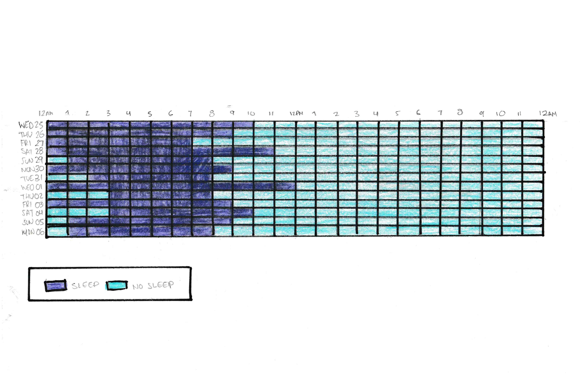 12AM 1 2 3 4 5 6 7 8 9 10 11 12PM 1 2 3 4 5 6 7 8 9 10 11 12AM
WED 25
THU 26
FRI 27
SAT 28
SUN 29
MON 30
TUE 31
WED 01
THU 02
FRI 03
SAT 04
SUN 05
MON 06
SLEEP NO SLEEP